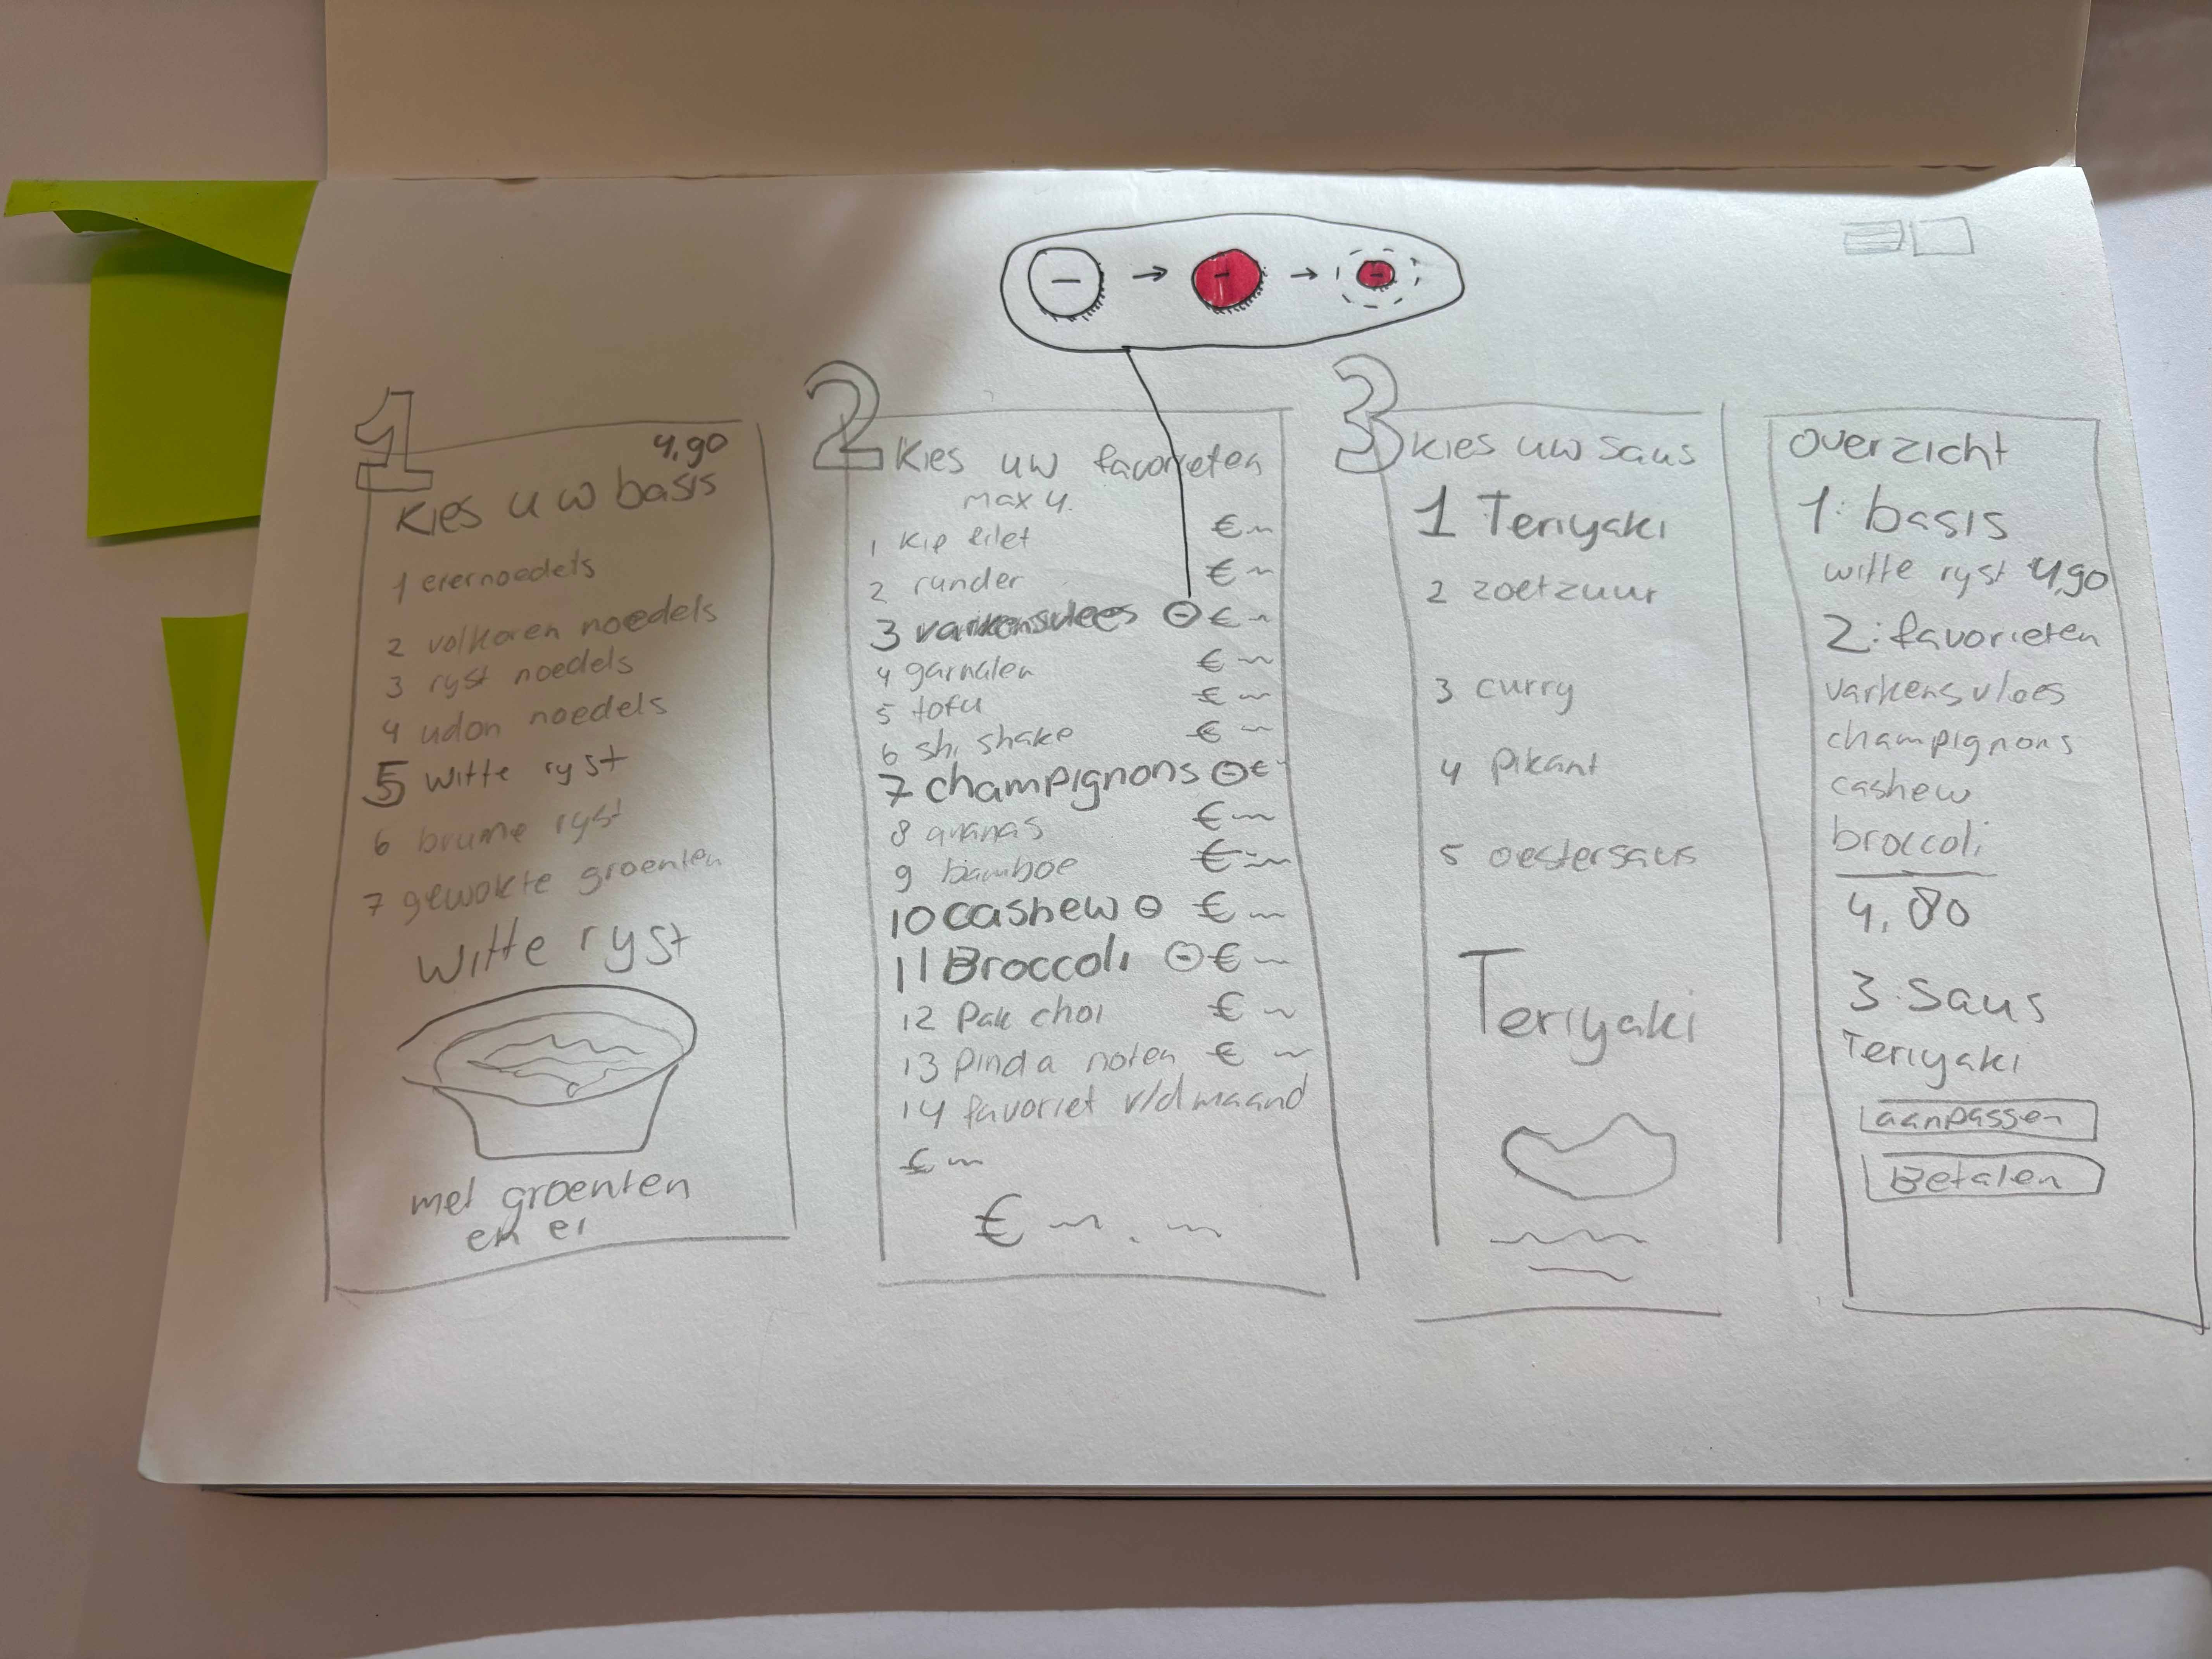 1
4,90
Kies uw basis
1 eiernoedels
2 volkoren noedels
3 ryst noedels
4 udon noedels
5 witte ryst
6 bruine ryst
7 gewokte groenten
witte ryst
met groenten
en ei
2
Kies uw favorieten
max 4.
1 kip filet €
2 runder €
3 varkensvlees - €
4 garnalen €
5 tofu €
6 shi shake €
7 champignons - €
8 ananas €
9 bamboe €
10 cashew - €
11 Broccoli - €
12 Pak choi €
13 pinda noten €
14 favoriet v/d maand
€
€ .
3
kies uw saus
1 Teriyaki
2 zoetzuur
3 curry
4 pikant
5 oestersaus
Teriyaki
overzicht
1: basis
witte ryst 4,90
2: favorieten
varkensvlees
champignons
cashew
broccoli
4,80
3 Saus
Teriyaki
aanpassen
Betalen